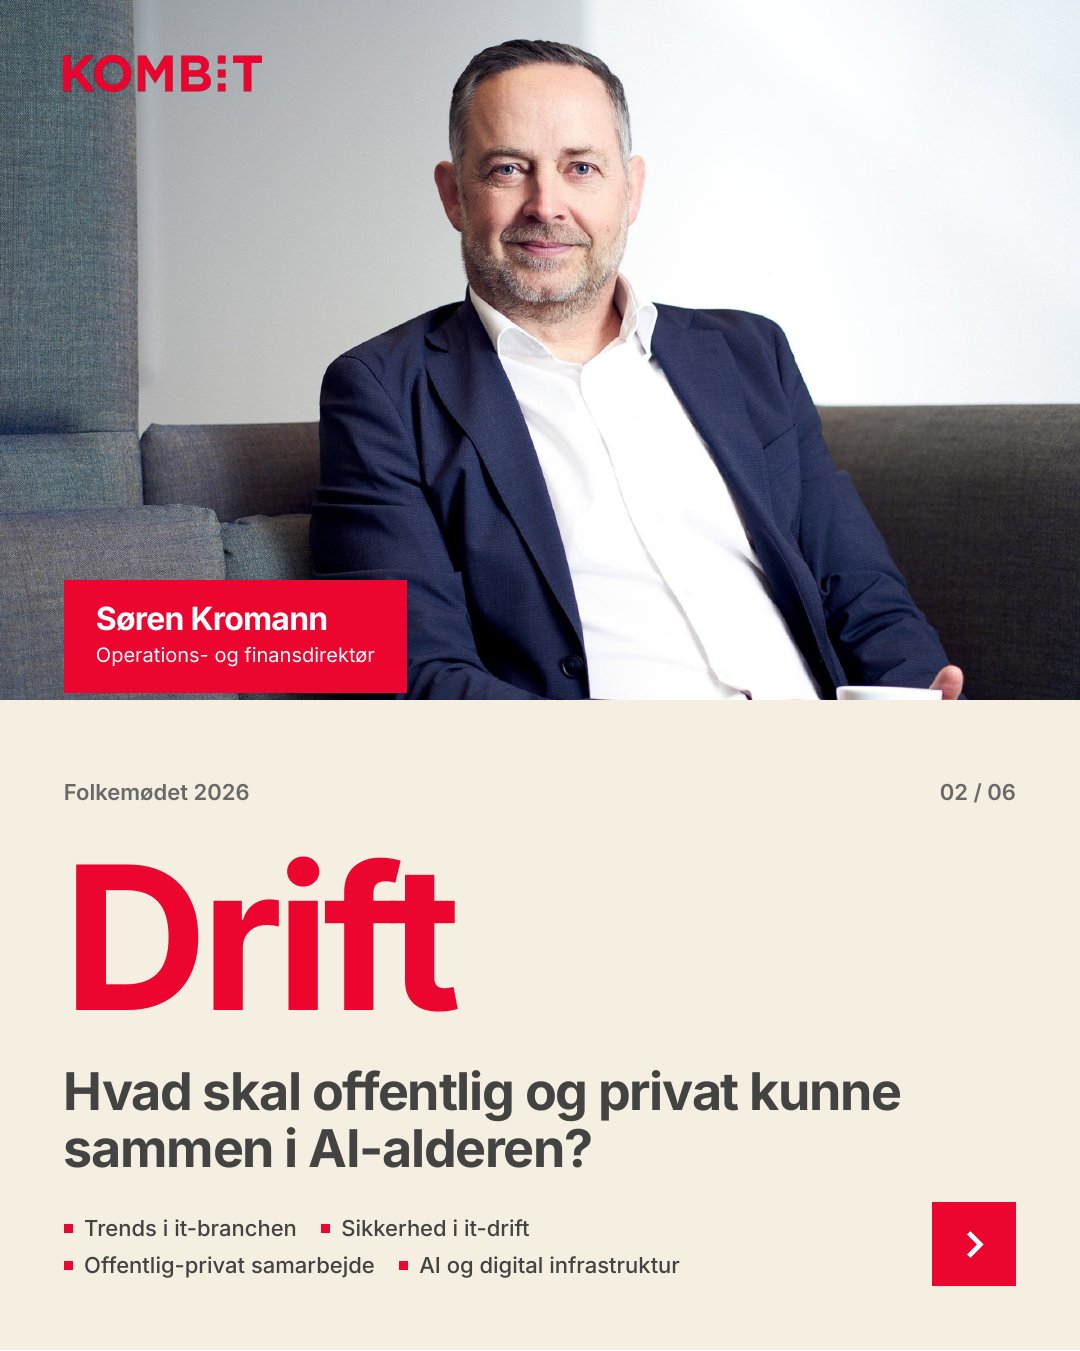 KOMBIT
Søren Kromann
Operations- og finansdirektør
Folkemødet 2026
02 / 06
Drift
Hvad skal offentlig og privat kunne
sammen i AI-alderen?
Trends i it-branchen
Sikkerhed i it-drift
Offentlig-privat samarbejde
AI og digital infrastruktur